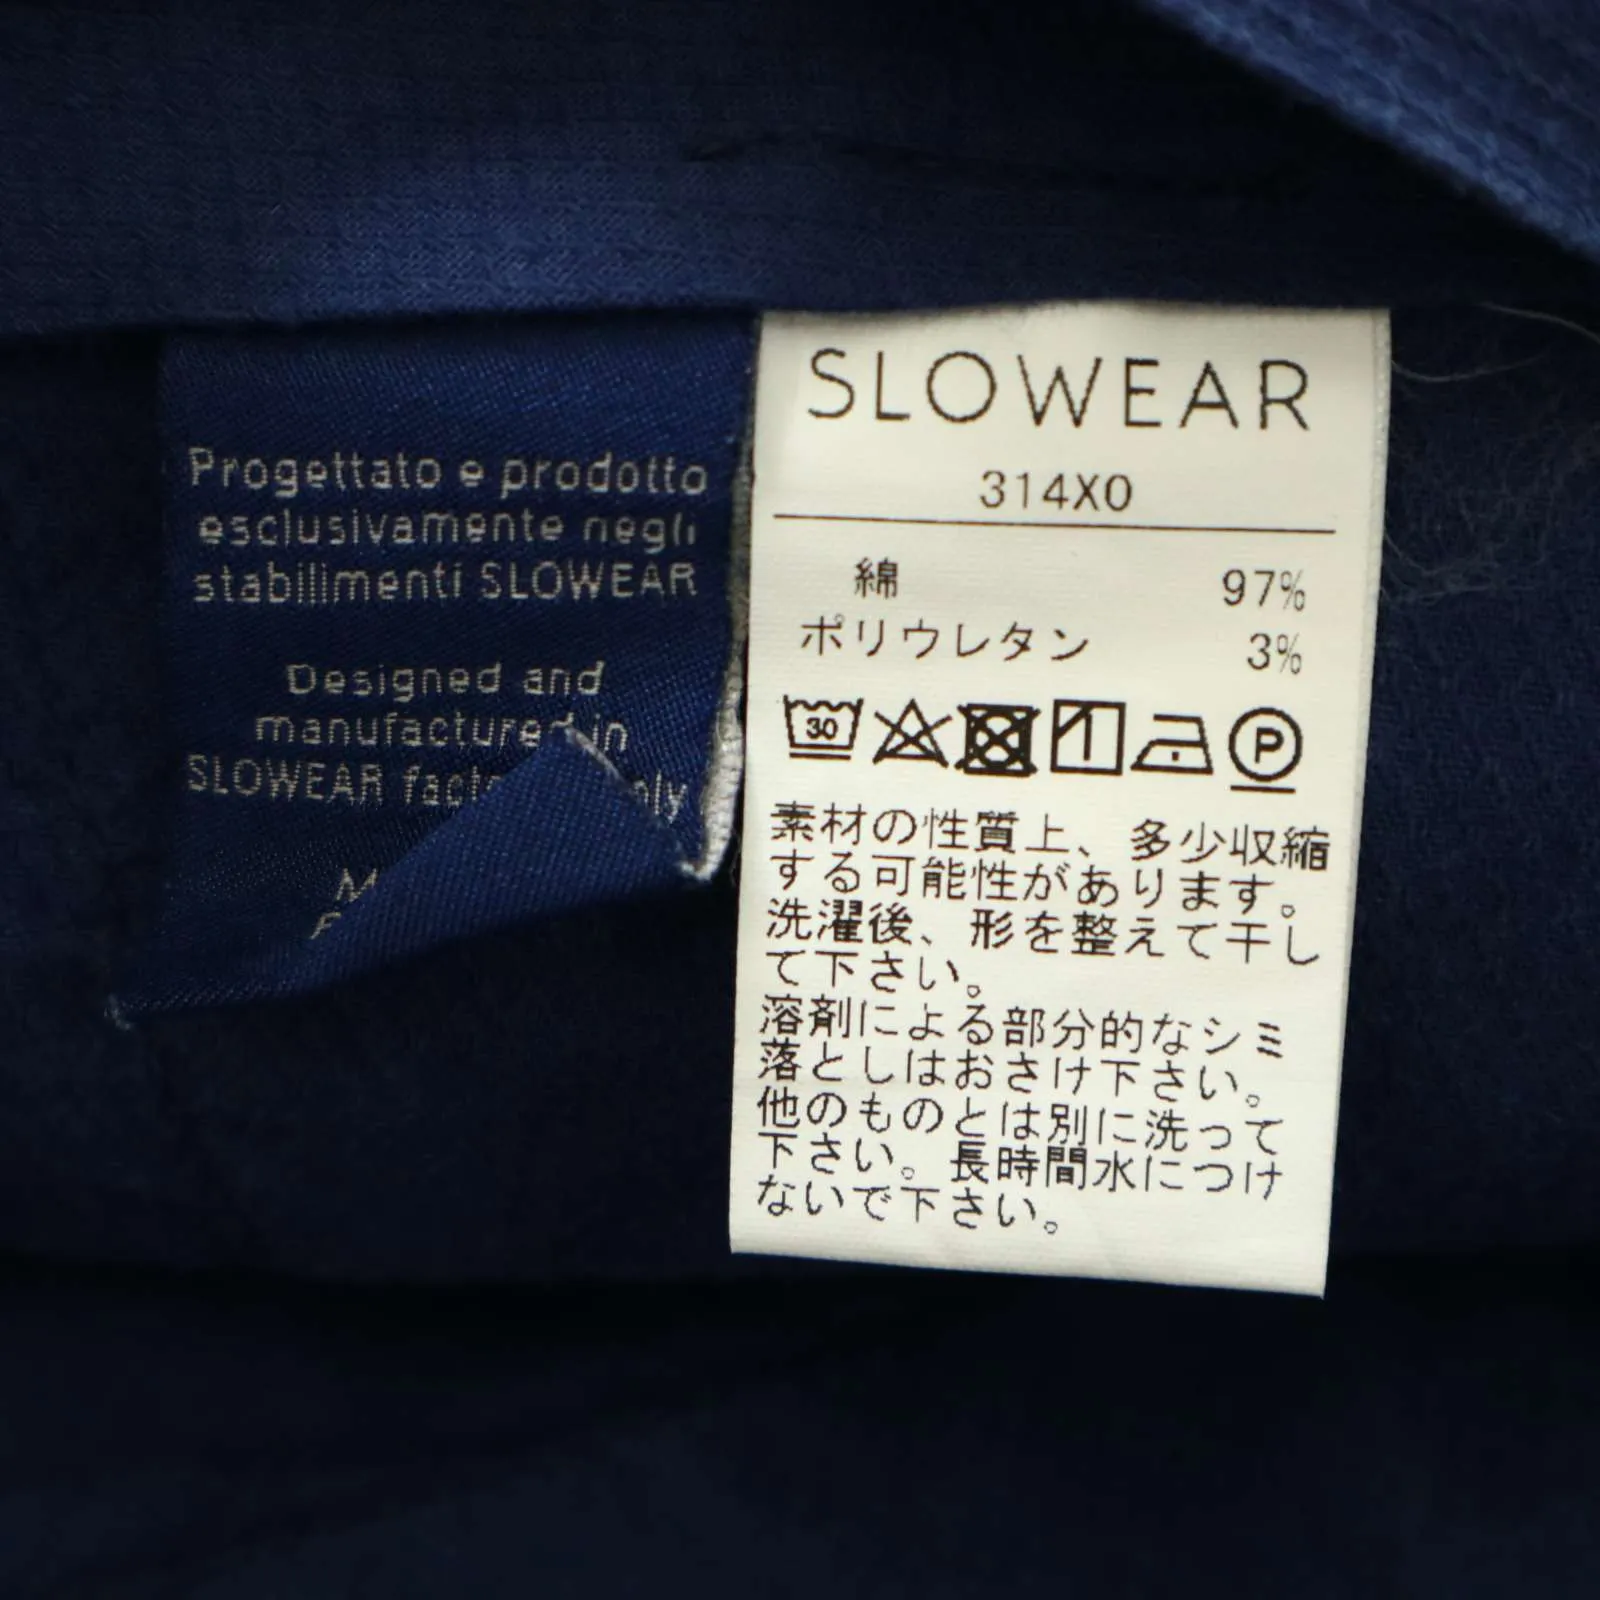 Progettato e prodotto
esclusivamente negli
stabilimenti SLOWEAR
Designed and
manufactured in
SLOWEAR
SLOWEAR
314X0
綿 97%
ポリウレタン 3%
30
P
素材の性質上、多少収縮
する可能性があります。
洗濯後、形を整えて干し
て下さい。
溶剤による部分的なシミ
落としはおさけ下さい。
他のものとは別に洗って
下さい。長時間水につけ
ないで下さい。